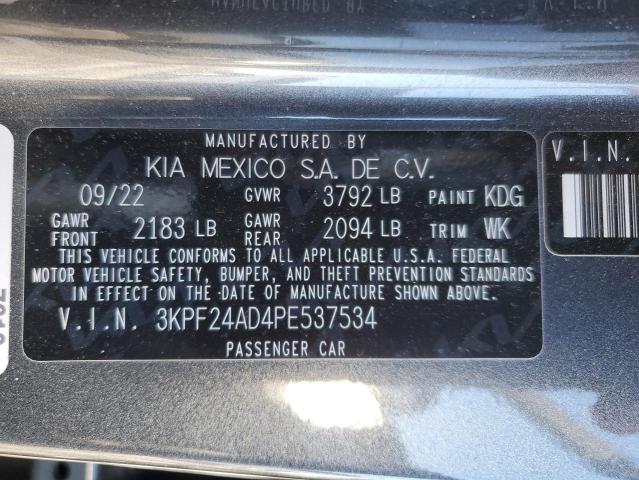 MANUFACTURED BY
KIA MEXICO S.A. DE C.V.
09/22 GVWR 3792 LB PAINT KDG
GAWR FRONT 2183 LB GAWR REAR 2094 LB TRIM WK
THIS VEHICLE CONFORMS TO ALL APPLICABLE U.S.A. FEDERAL
MOTOR VEHICLE SAFETY, BUMPER, AND THEFT PREVENTION STANDARDS
IN EFFECT ON THE DATE OF MANUFACTURE SHOWN ABOVE.
V.I.N. 3KPF24AD4PE537534
PASSENGER CAR
V.I.N.